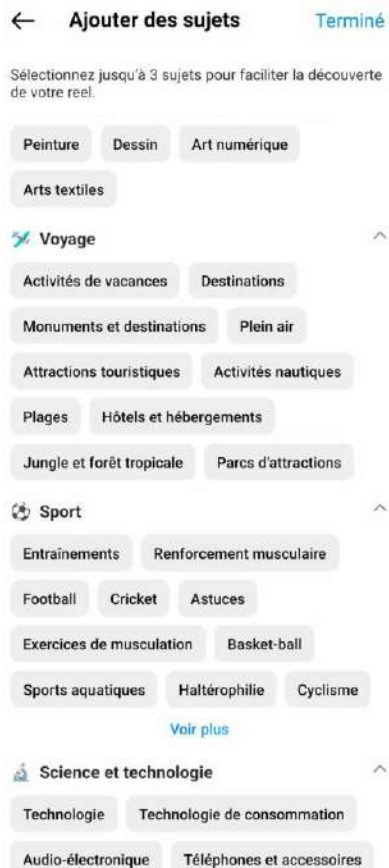 Ajouter des sujets Terminé
Sélectionnez jusqu'à 3 sujets pour faciliter la découverte
de votre reel.
Peinture Dessin Art numérique
Arts textiles
Voyage
Activités de vacances Destinations
Monuments et destinations Plein air
Attractions touristiques Activités nautiques
Plages Hôtels et hébergements
Jungle et forêt tropicale Parcs d'attractions
Sport
Entraînements Renforcement musculaire
Football Cricket Astuces
Exercices de musculation Basket-ball
Sports aquatiques Haltérophilie Cyclisme
Voir plus
Science et technologie
Technologie Technologie de consommation
Audio-électronique Téléphones et accessoires